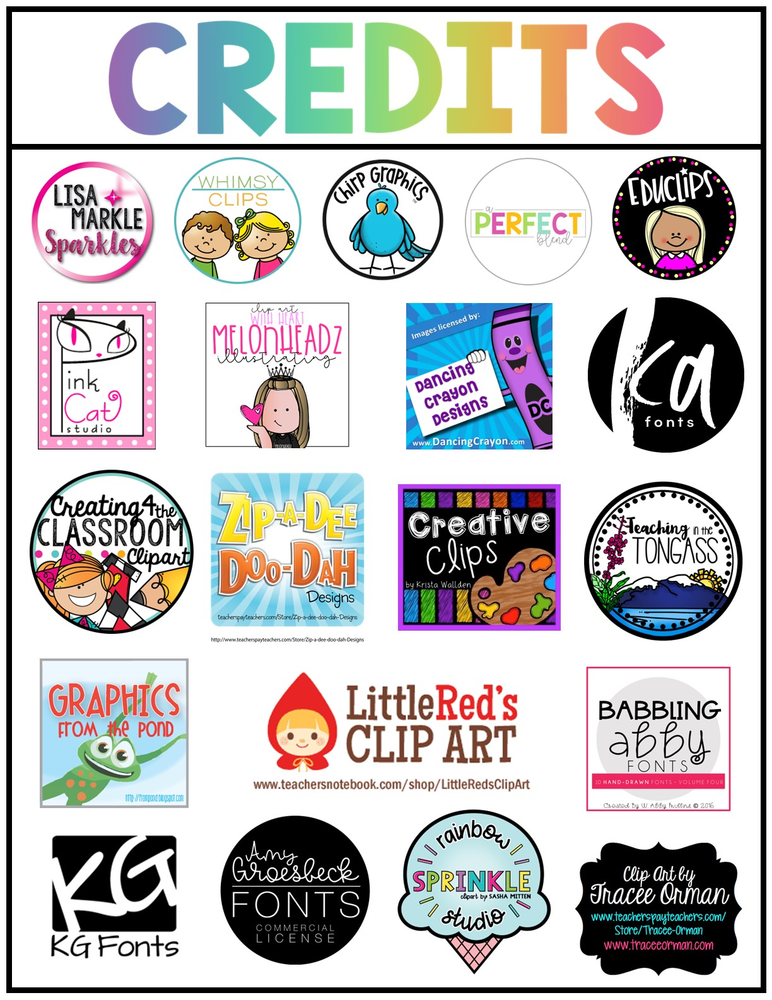 CREDITS
LISA
MARKLE
Sparkles
WHIMSY
CLIPS
Chirp Graphics
TM
a
PERFECT
blend
EDUCLIPS
ink
Cat
studio
clip art
WITH HEART
MELONHEADZ
illustrating
MELONHEADZ
Images licensed by:
Dancing
Crayon
Designs
DC
www.DancingCrayon.com
ka
fonts
Creating4the
CLASSROOM
Clipart
ZIP-A-DEE
DOO-DAH
Designs
teacherspayteachers.com/Store/Zip-a-dee-doo-dah-Designs
http://www.teacherspayteachers.com/Store/Zip-a-dee-doo-dah-Designs
Creative
Clips
by Krista Wallden
Teaching in the
TONGASS
GRAPHICS
FROM the POND
http://frompond.blogspot.com
LittleRed's
CLIP ART
www.teachersnotebook.com/shop/LittleRedsClipArt
BABBLING
abby
FONTS
10 HAND-DRAWN FONTS · VOLUME FOUR
Created By W. Abby Mullins © 2016
KG
KG Fonts
Amy
Groesbeck
FONTS
COMMERCIAL
LICENSE
rainbow
SPRINKLE
clipart by SASHA MITTEN
studio
Clip Art by
Tracee Orman
www.teacherspayteachers.com/
Store/Tracee-Orman
www.traceeorman.com